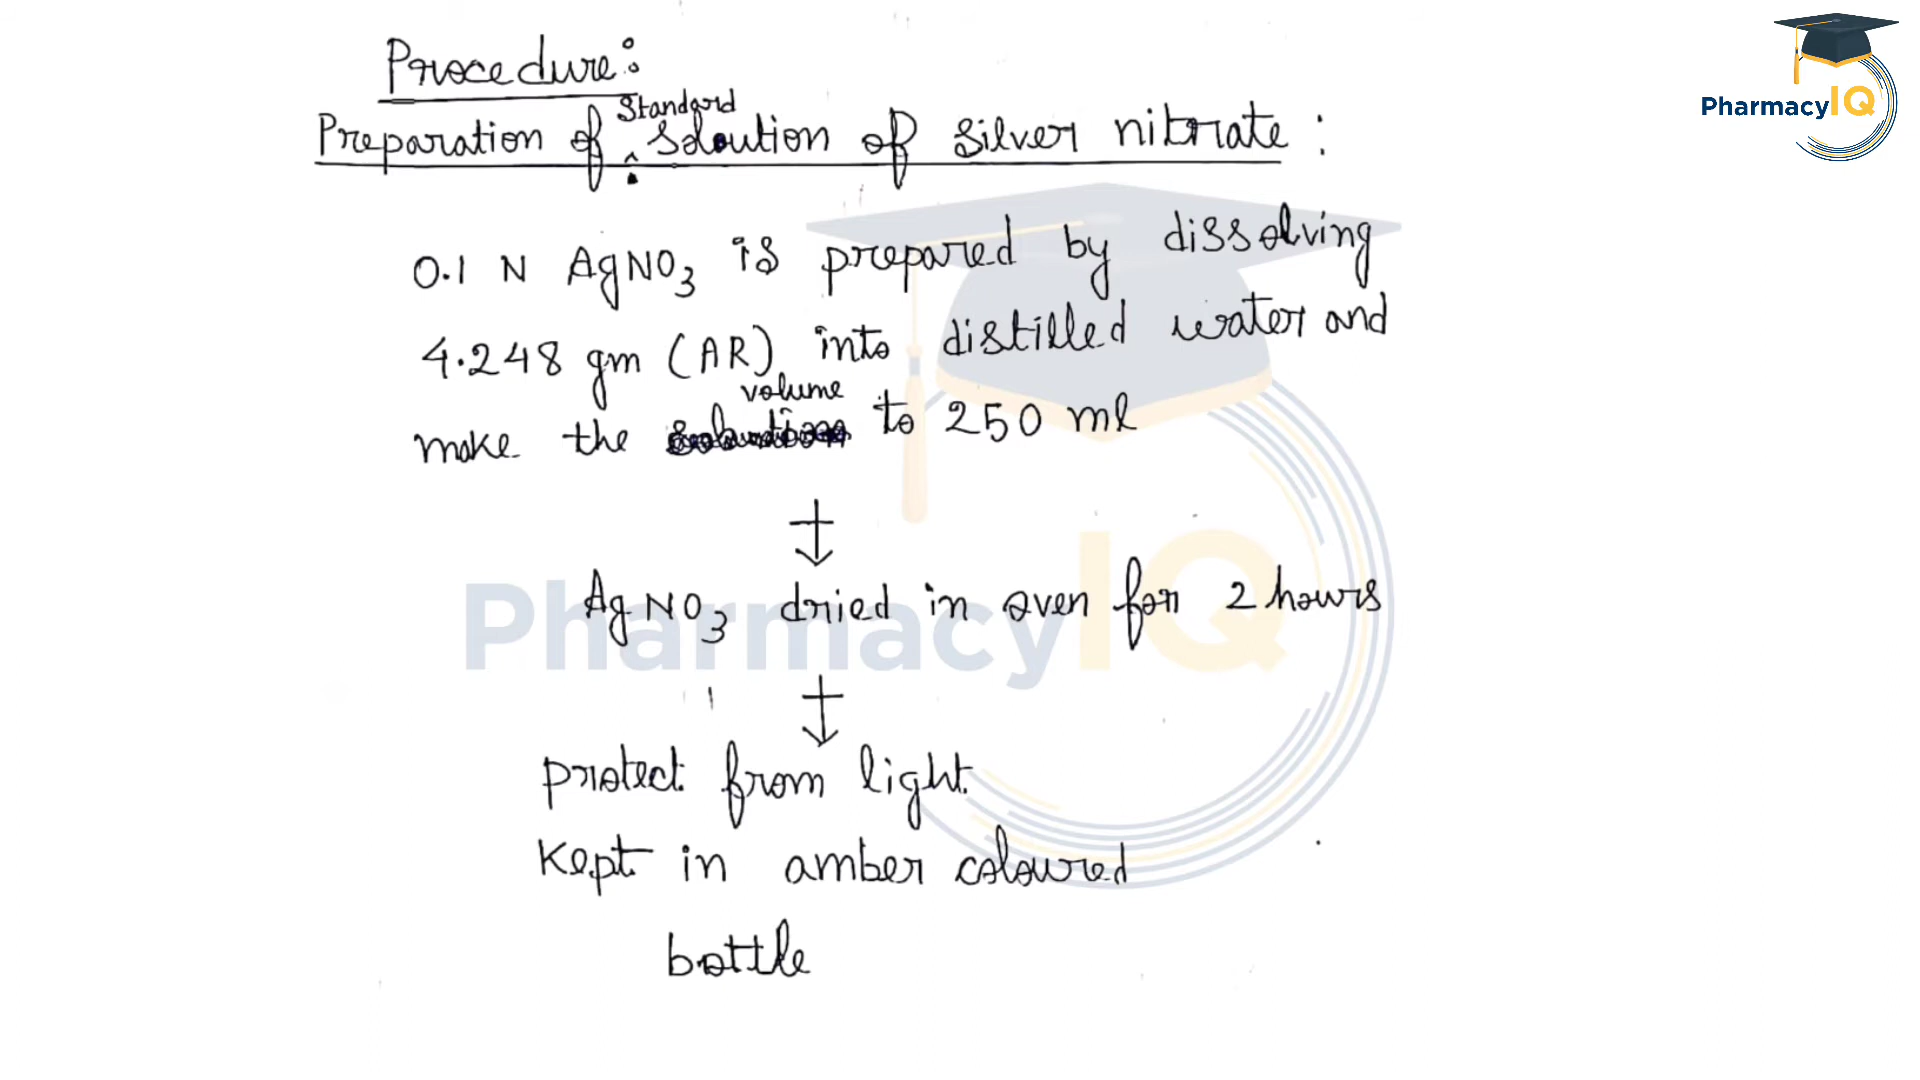 PharmacyIQ
Procedure:
Preparation of Standard Soloution of Silver nitrate :
0.1 N AgNO3 is prepared by dissolving
4.248 gm (AR) into distilled water and
make the solution volume to 250 ml
AgNO3 dried in oven for 2 hours
PharmacyIQ
protect from light
Kept in amber coloured
bottle